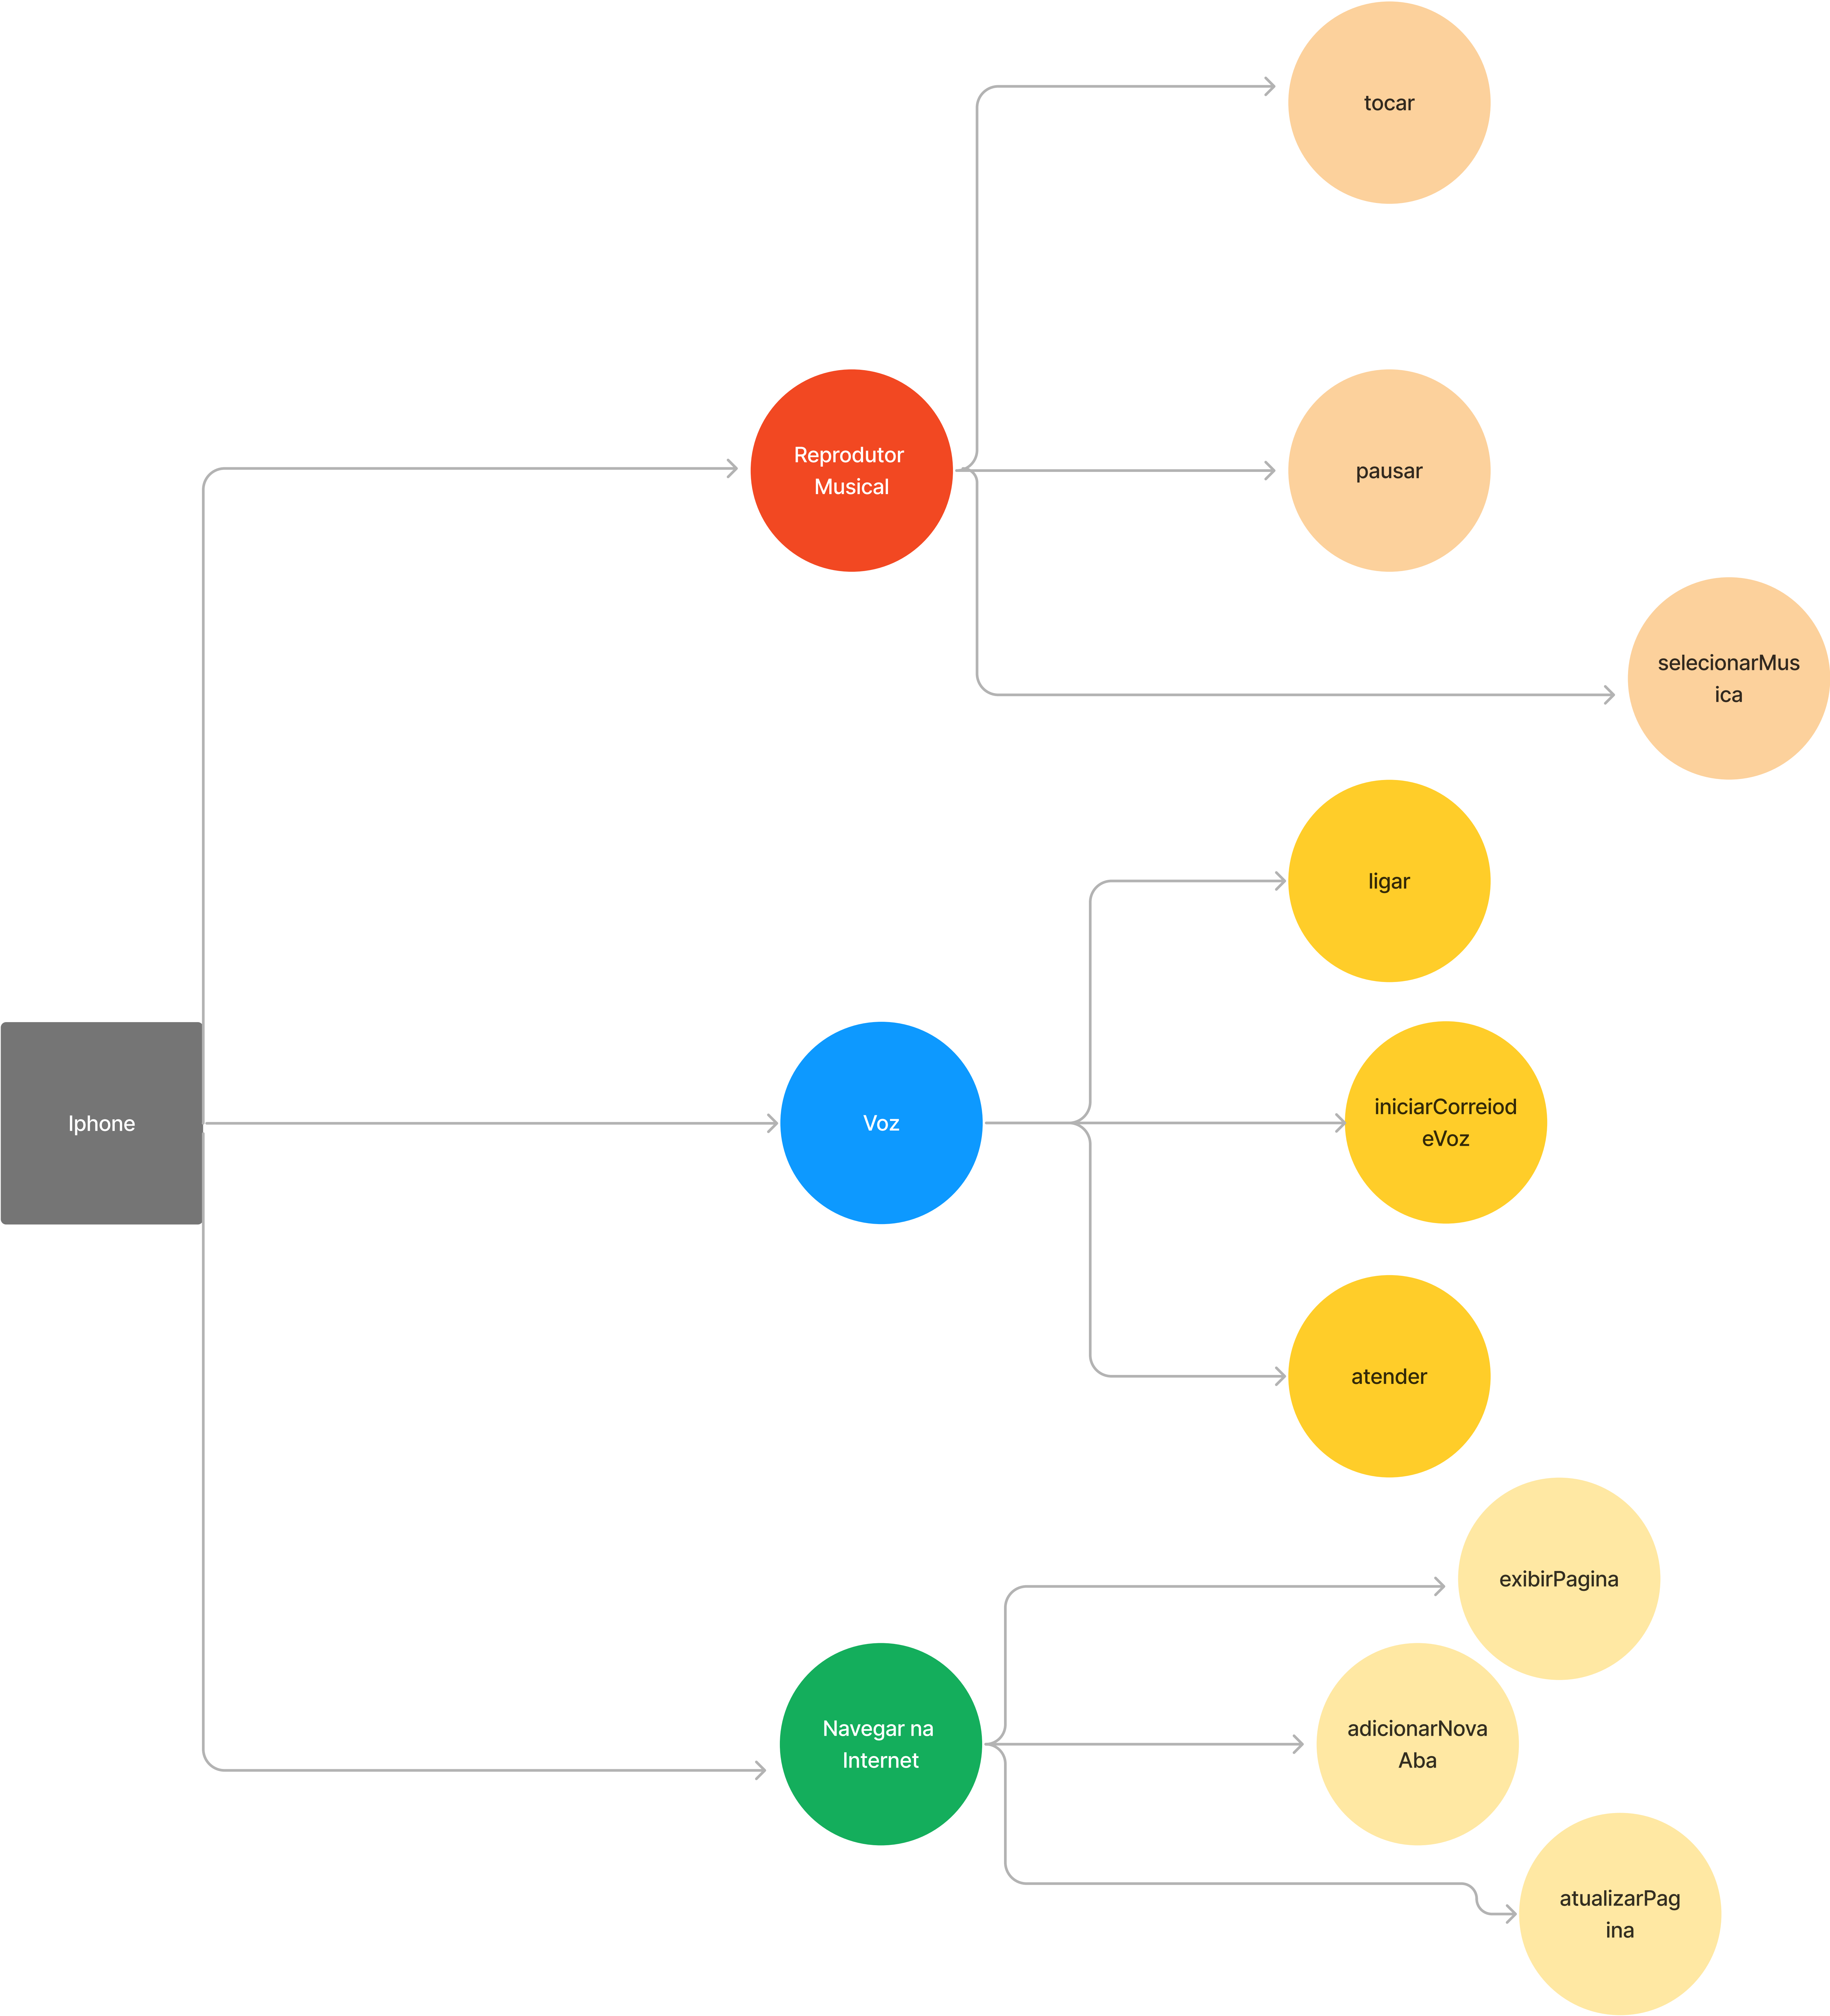 tocar
Reprodutor
Musical
pausar
selecionarMus
ica
ligar
Iphone
Voz
iniciarCorreiod
eVoz
atender
exibirPagina
Navegar na
Internet
adicionarNova
Aba
atualizarPag
ina